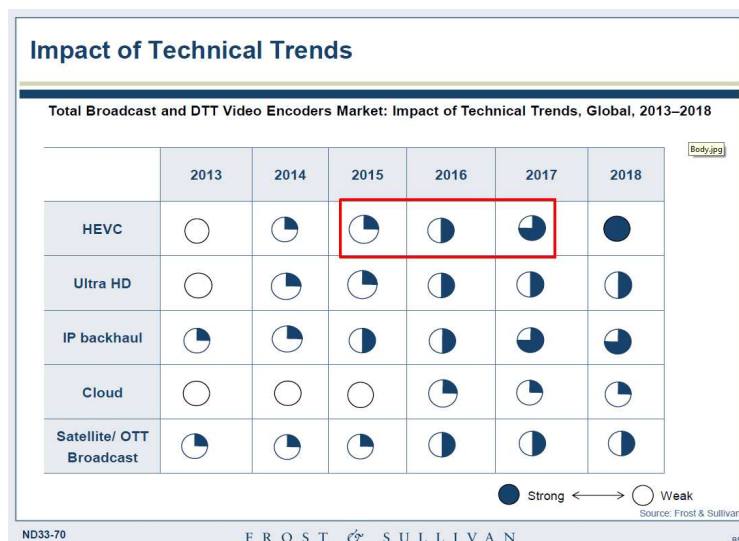 Impact of Technical Trends
Total Broadcast and DTT Video Encoders Market: Impact of Technical Trends, Global, 2013–2018
Body.jpg
2013 2014 2015 2016 2017 2018
HEVC
Ultra HD
IP backhaul
Cloud
Satellite/ OTT
Broadcast
Strong Weak
Source: Frost & Sullivan
ND33-70
FROST & SULLIVAN